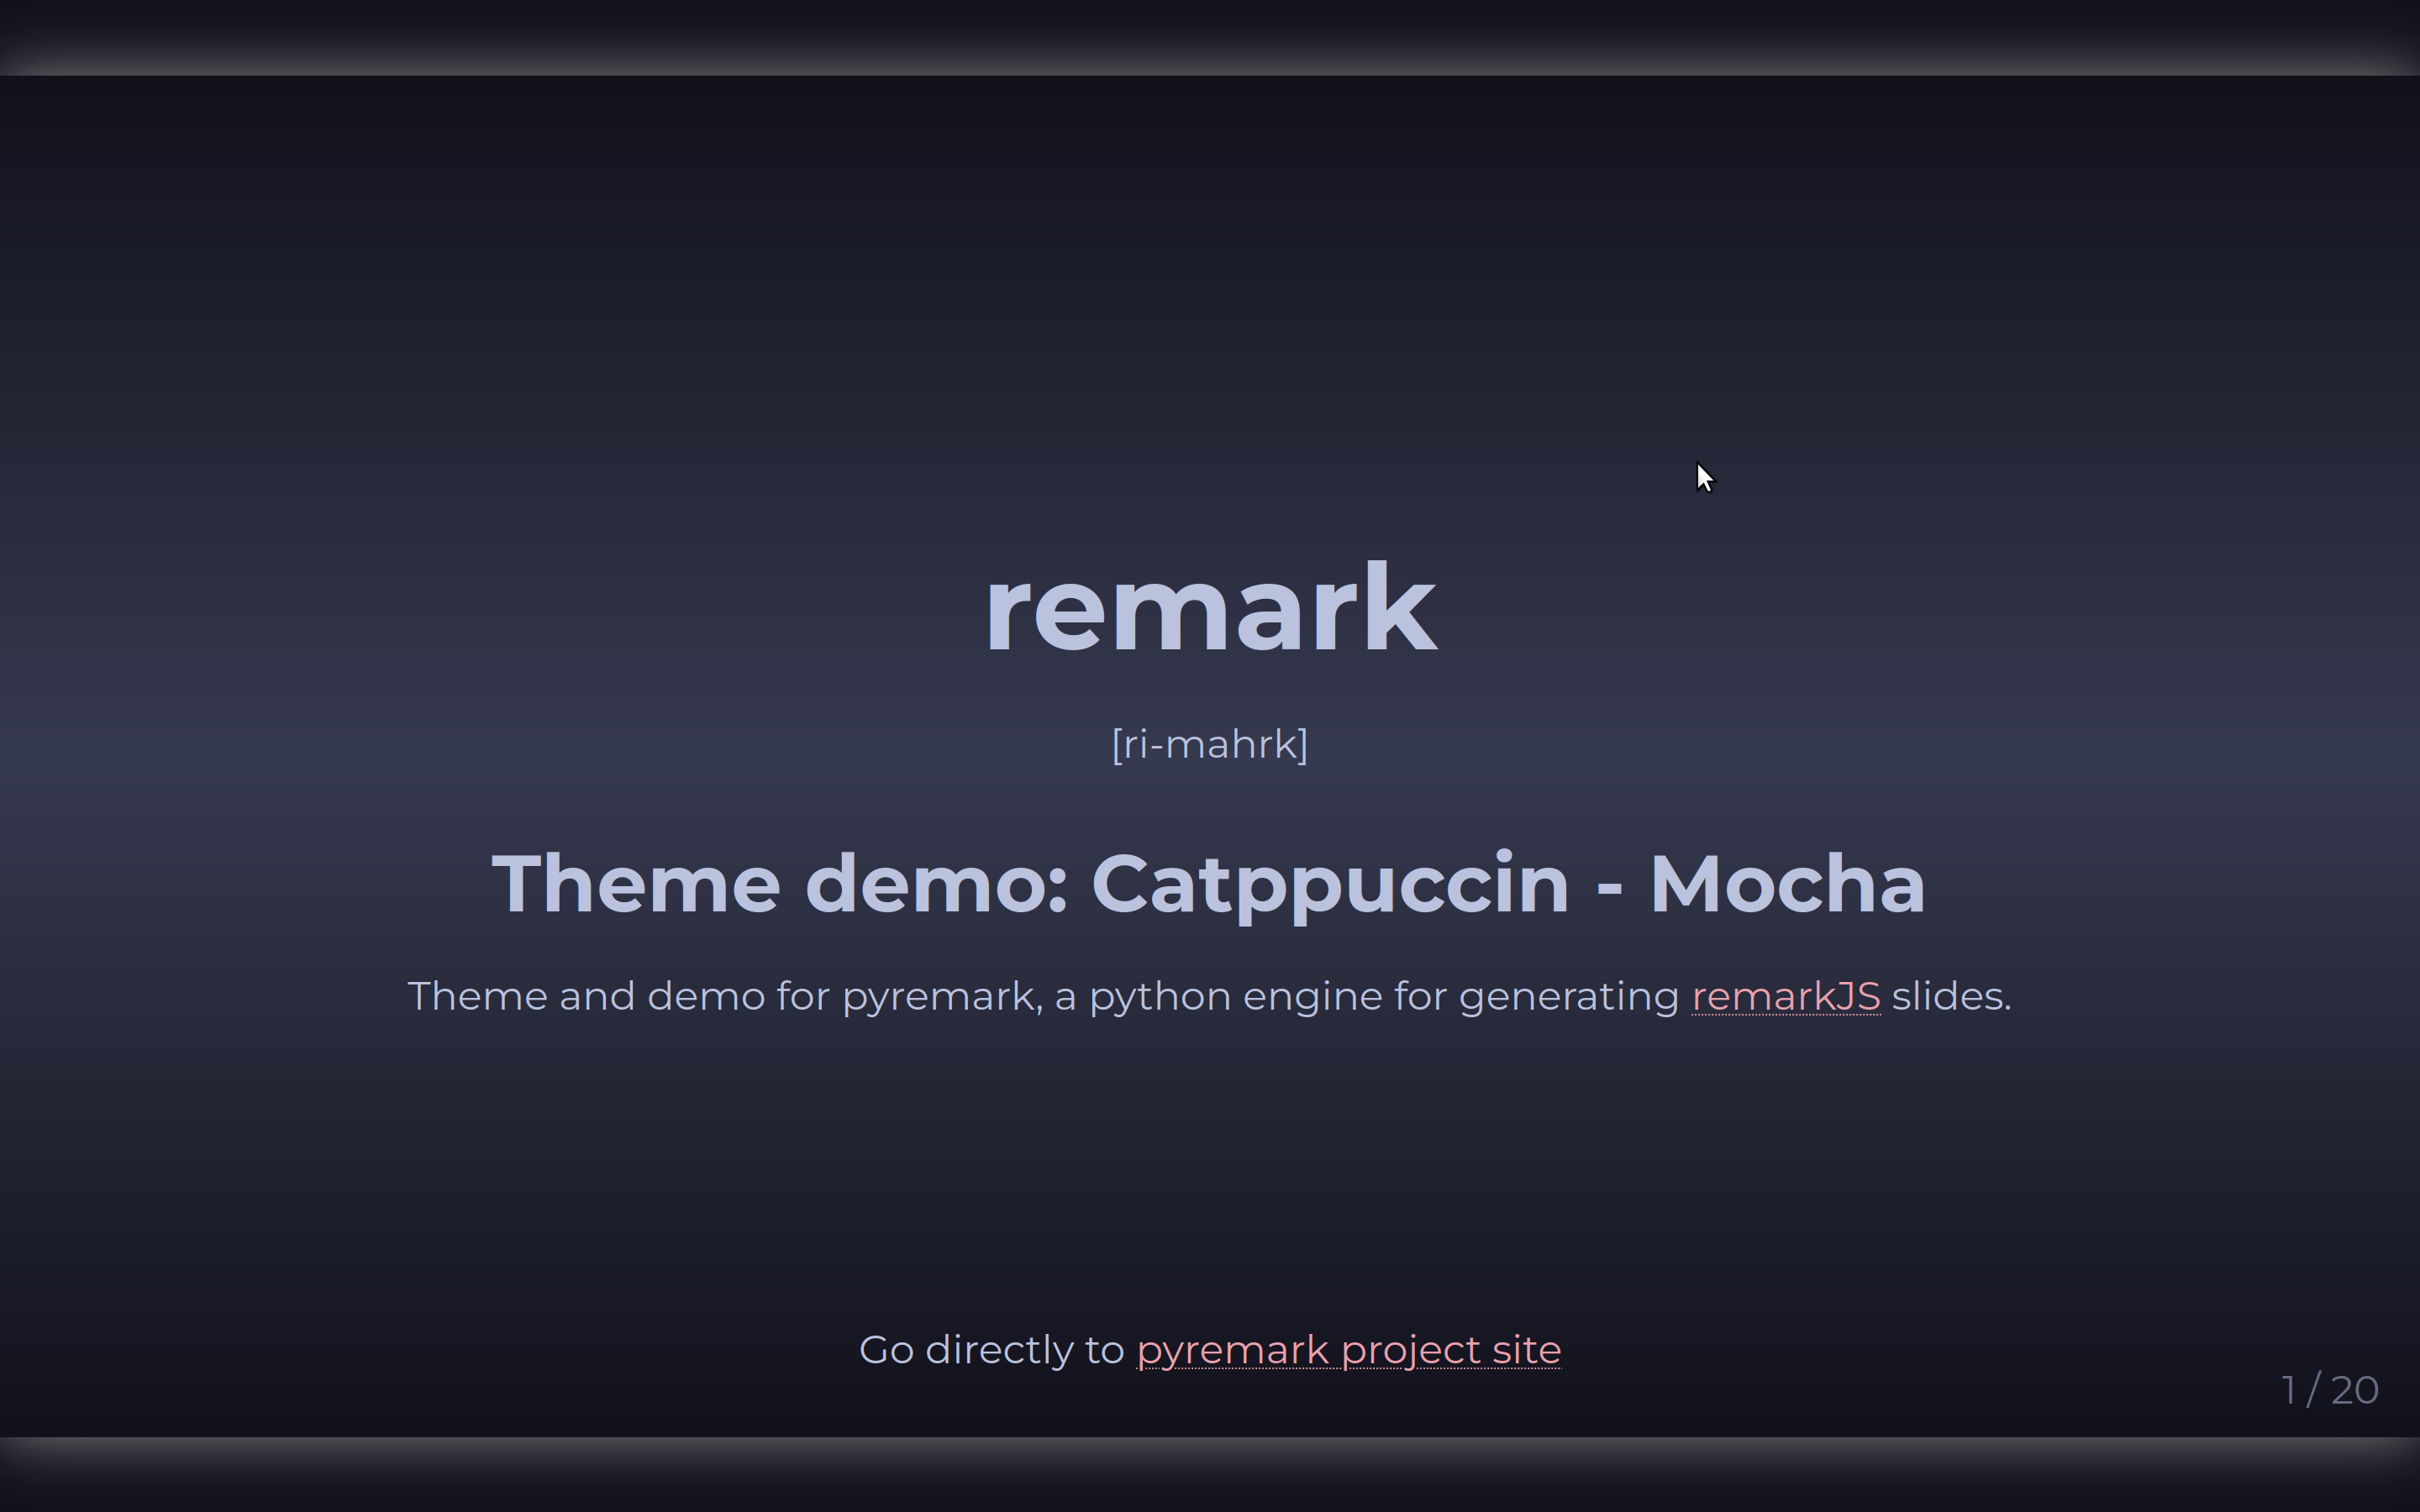 remark
[ri-mahrk]
Theme demo: Catppuccin - Mocha
Theme and demo for pyremark, a python engine for generating remarkJS slides.
Go directly to pyremark project site
1 / 20